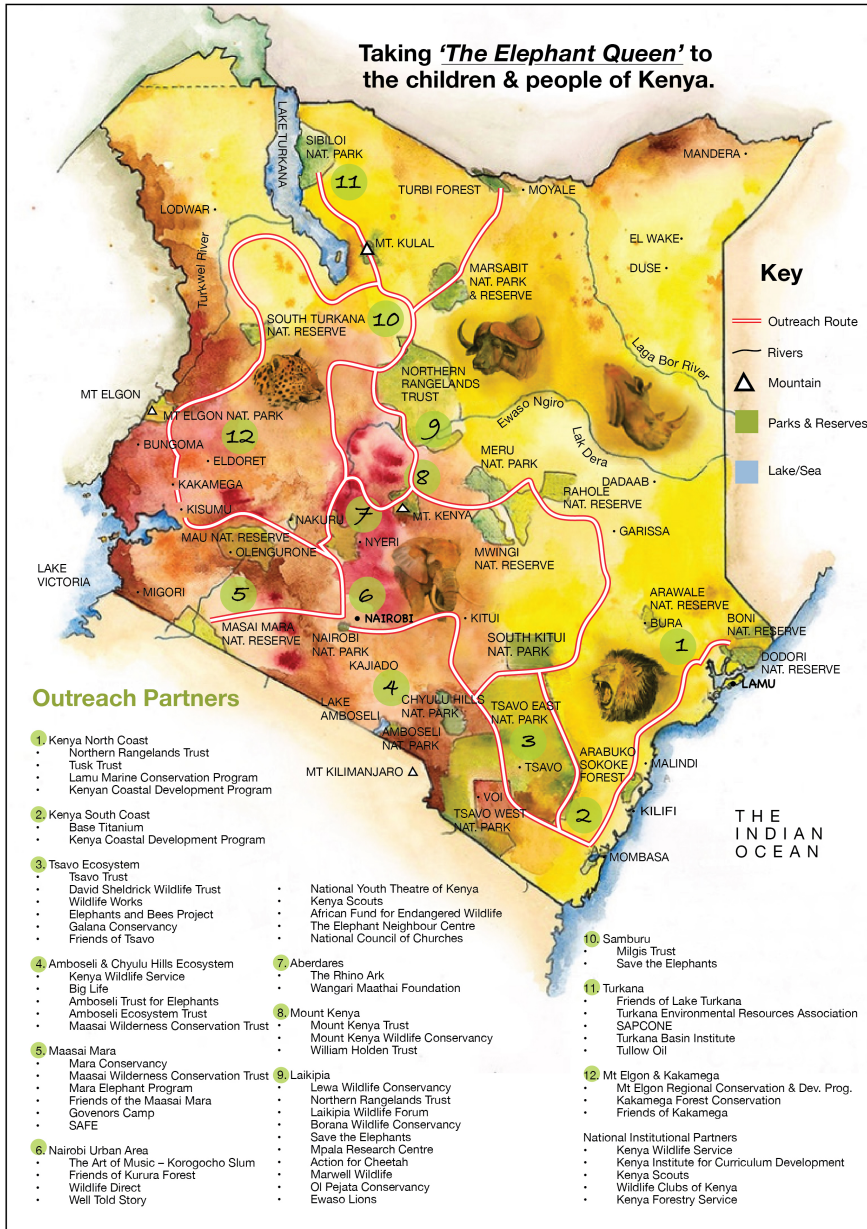 Taking 'The Elephant Queen' to
the children & people of Kenya.
LAKE TURKANA
SIBILOI
NAT. PARK
11
TURBI FOREST
MOYALE
MANDERA
LODWAR
Turkwel River
MT. KULAL
EL WAKE
DUSE
MARSABIT
NAT. PARK
& RESERVE
Key
Outreach Route
Rivers
Mountain
Parks & Reserves
Lake/Sea
SOUTH TURKANA
NAT. RESERVE
10
Laga Bor River
NORTHERN
RANGELANDS
TRUST
MT ELGON
MT ELGON NAT. PARK
12
9
Ewaso Ngiro
Lak Dera
BUNGOMA
ELDORET
8
MERU
NAT. PARK
KAKAMEGA
RAHOLE
NAT. RESERVE
DADAAB
KISUMU
NAKURU
7
MT. KENYA
MAU NAT. RESERVE
OLENGURONE
NYERI
MWINGI
NAT. RESERVE
GARISSA
LAKE
VICTORIA
MIGORI
5
6
ARAWALE
NAT. RESERVE
BURA
MASAI MARA
NAT. RESERVE
NAIROBI
NAIROBI
NAT. PARK
KITUI
SOUTH KITUI
NAT. PARK
1
BONI
NAT. RESERVE
DODORI
NAT. RESERVE
LAMU
KAJIADO
4
LAKE
AMBOSELI
CHYULU HILLS
NAT. PARK
AMBOSELI
NAT. PARK
TSAVO EAST
NAT. PARK
3
TSAVO
ARABUKO
SOKOKE
FOREST
MALINDI
MT KILIMANJARO
VOI
TSAVO WEST
NAT. PARK
2
KILIFI
MOMBASA
THE
INDIAN
OCEAN
Outreach Partners
1. Kenya North Coast
• Northern Rangelands Trust
• Tusk Trust
• Lamu Marine Conservation Program
• Kenyan Coastal Development Program
2. Kenya South Coast
• Base Titanium
• Kenya Coastal Development Program
3. Tsavo Ecosystem
• Tsavo Trust
• David Sheldrick Wildlife Trust
• Wildlife Works
• Elephants and Bees Project
• Galana Conservancy
• Friends of Tsavo
4. Amboseli & Chyulu Hills Ecosystem
• Kenya Wildlife Service
• Big Life
• Amboseli Trust for Elephants
• Amboseli Ecosystem Trust
• Maasai Wilderness Conservation Trust
5. Maasai Mara
• Mara Conservancy
• Maasai Wilderness Conservation Trust
• Mara Elephant Program
• Friends of the Maasai Mara
• Govenors Camp
• SAFE
6. Nairobi Urban Area
• The Art of Music – Korogocho Slum
• Friends of Kurura Forest
• Wildlife Direct
• Well Told Story
• National Youth Theatre of Kenya
• Kenya Scouts
• African Fund for Endangered Wildlife
• The Elephant Neighbour Centre
• National Council of Churches
7. Aberdares
• The Rhino Ark
• Wangari Maathai Foundation
8. Mount Kenya
• Mount Kenya Trust
• Mount Kenya Wildlife Conservancy
• William Holden Trust
9. Laikipia
• Lewa Wildlife Conservancy
• Northern Rangelands Trust
• Laikipia Wildlife Forum
• Borana Wildlife Conservancy
• Save the Elephants
• Mpala Research Centre
• Action for Cheetah
• Marwell Wildlife
• Ol Pejata Conservancy
• Ewaso Lions
10. Samburu
• Milgis Trust
• Save the Elephants
11. Turkana
• Friends of Lake Turkana
• Turkana Environmental Resources Association
• SAPCONE
• Turkana Basin Institute
• Tullow Oil
12. Mt Elgon & Kakamega
• Mt Elgon Regional Conservation & Dev. Prog.
• Kakamega Forest Conservation
• Friends of Kakamega
National Institutional Partners
• Kenya Wildlife Service
• Kenya Institute for Curriculum Development
• Kenya Scouts
• Wildlife Clubs of Kenya
• Kenya Forestry Service